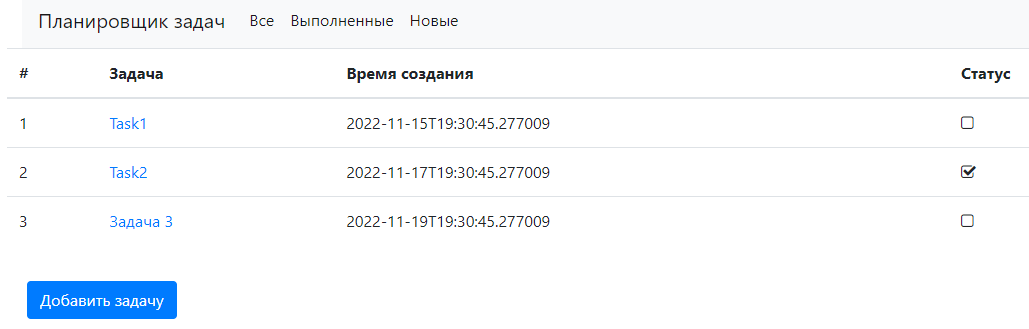 Планировщик задач Все Выполненные Новые
# Задача Время создания Статус
1 Task1 2022-11-15T19:30:45.277009
2 Task2 2022-11-17T19:30:45.277009
3 Задача 3 2022-11-19T19:30:45.277009
Добавить задачу